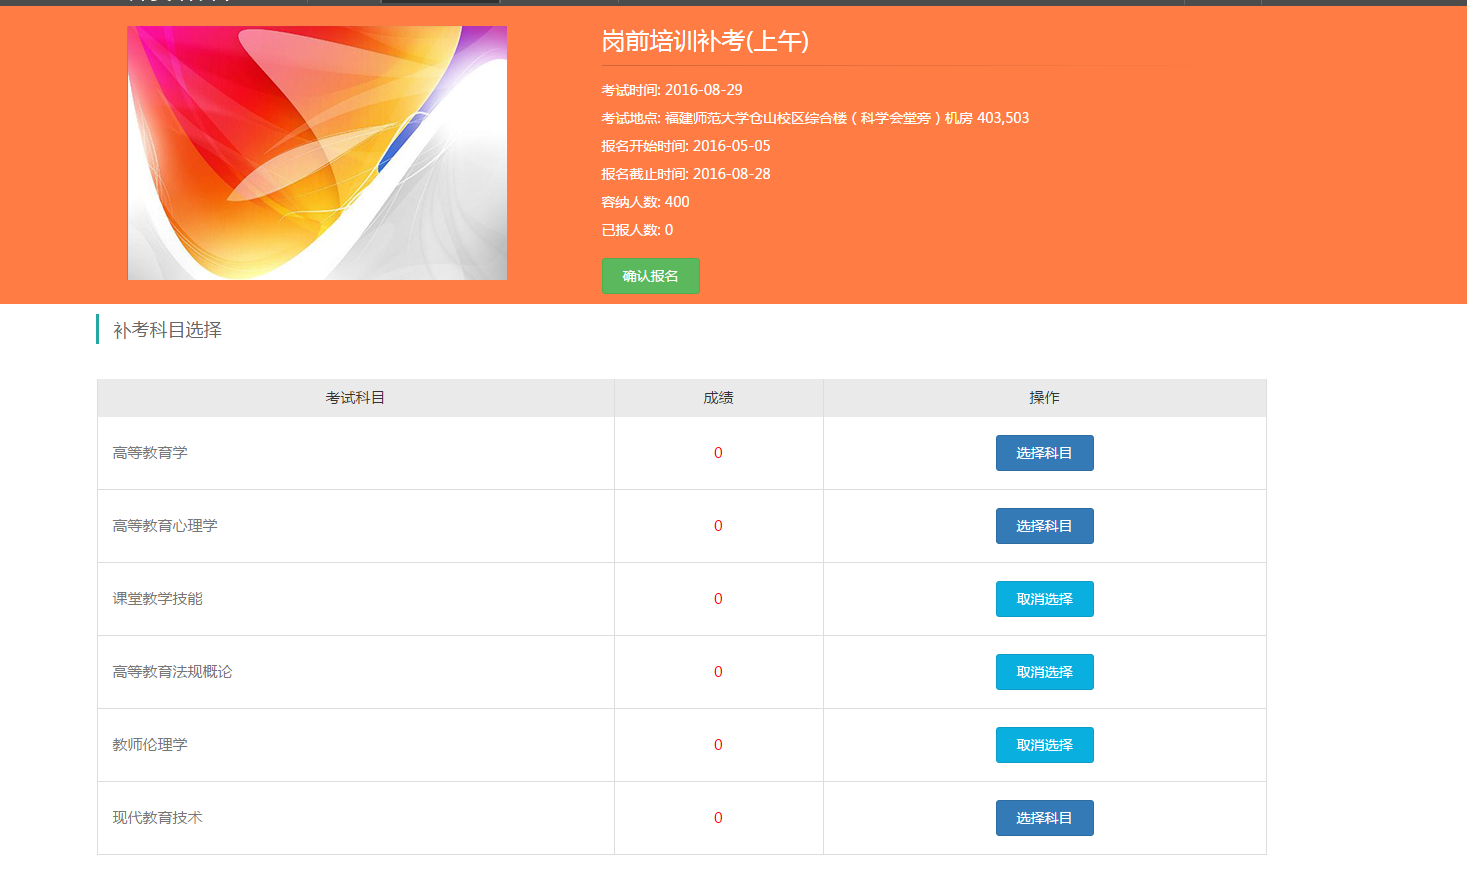 岗前培训补考(上午)
考试时间: 2016-08-29
考试地点: 福建师范大学仓山校区综合楼（科学会堂旁）机房 403,503
报名开始时间: 2016-05-05
报名截止时间: 2016-08-28
容纳人数: 400
已报人数: 0
确认报名
补考科目选择
考试科目 成绩 操作
高等教育学 0 选择科目
高等教育心理学 0 选择科目
课堂教学技能 0 取消选择
高等教育法规概论 0 取消选择
教师伦理学 0 取消选择
现代教育技术 0 选择科目